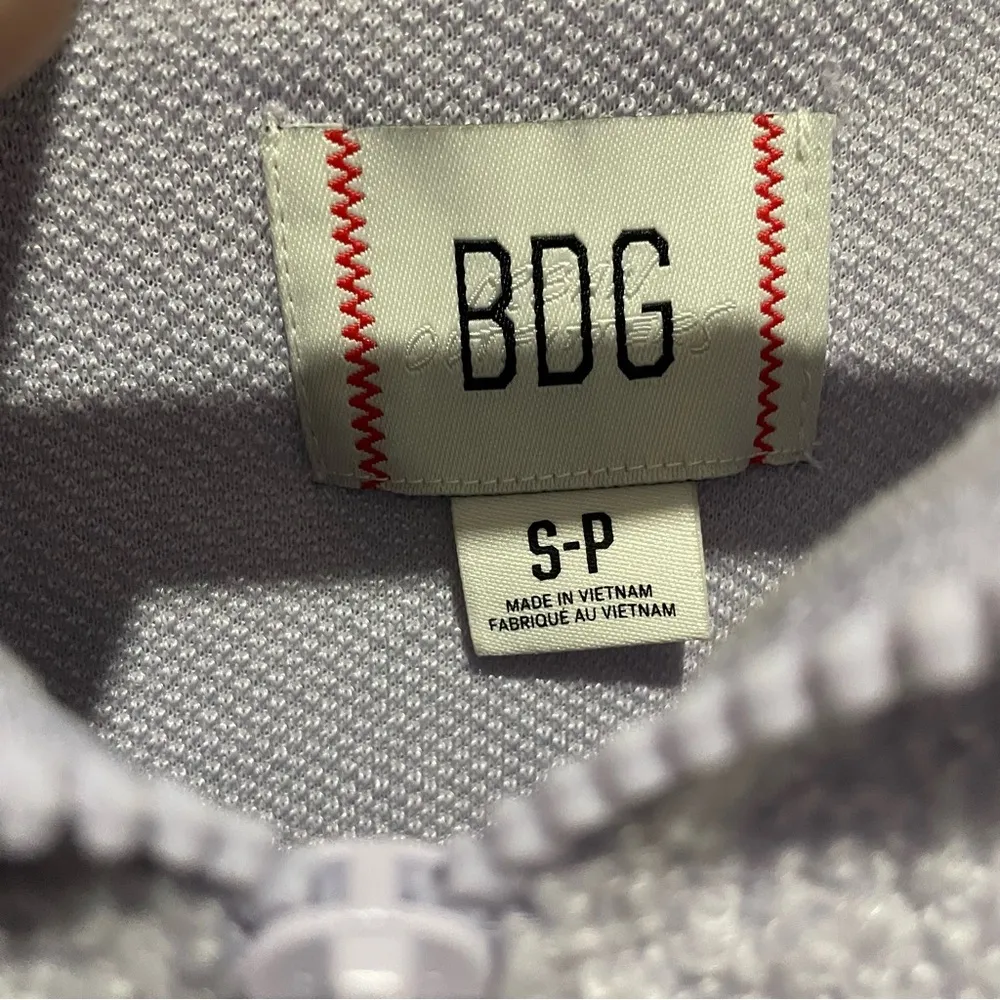 BDG
S-P
MADE IN VIETNAM
FABRIQUÉ AU VIETNAM